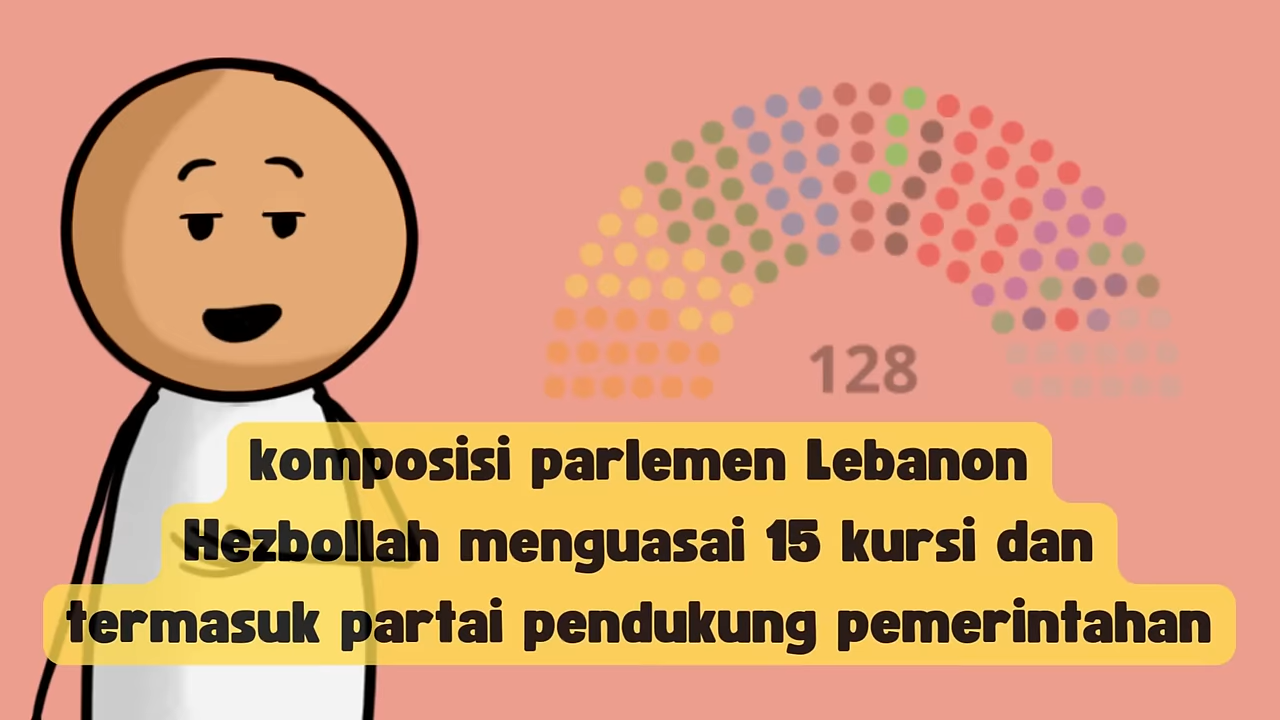 128
komposisi parlemen Lebanon
Hezbollah menguasai 15 kursi dan
termasuk partai pendukung pemerintahan